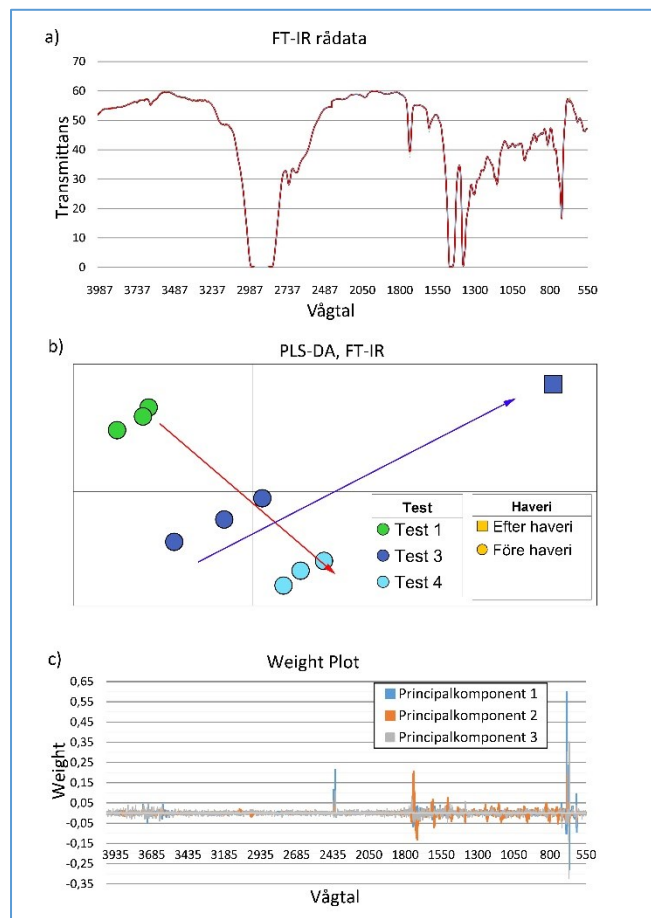 a)
FT-IR rådata
Transmittans
70
60
50
40
30
20
10
0
3987 3737 3487 3237 2987 2737 2487 2050 1800 1550 1300 1050 800 550
Vågtal
b)
PLS-DA, FT-IR
Test
Test 1
Test 3
Test 4
Haveri
Efter haveri
Före haveri
c)
Weight Plot
Weight
0,65
0,55
0,45
0,35
0,25
0,15
0,05
-0,05
-0,15
-0,25
-0,35
Principalkomponent 1
Principalkomponent 2
Principalkomponent 3
3935 3685 3435 3185 2935 2685 2435 2050 1800 1550 1300 1050 800 550
Vågtal